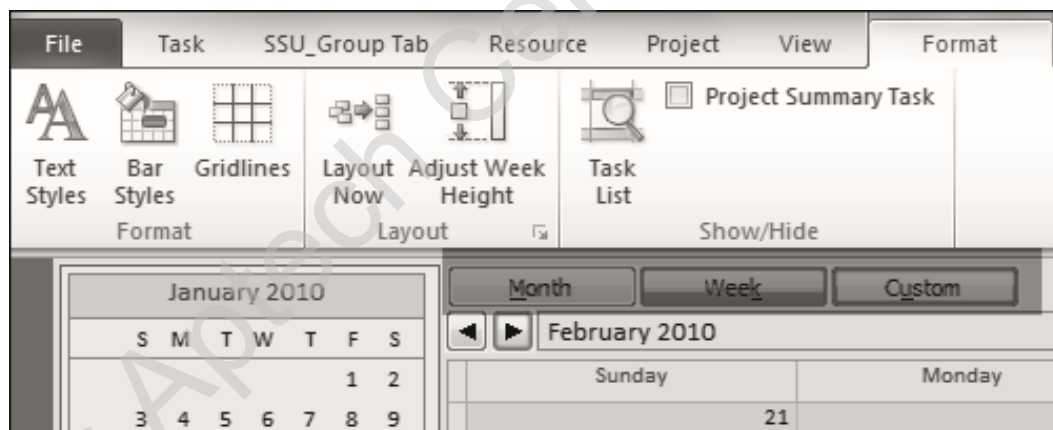 File Task SSU_Group Tab Resource Project View Format
Text Styles
Bar Styles
Gridlines
Layout Now
Adjust Week Height
Task List
Project Summary Task
Format Layout Show/Hide
January 2010
S M T W T F S
1 2
3 4 5 6 7 8 9
Month Week Custom
February 2010
Sunday Monday
21
Aptech Ce